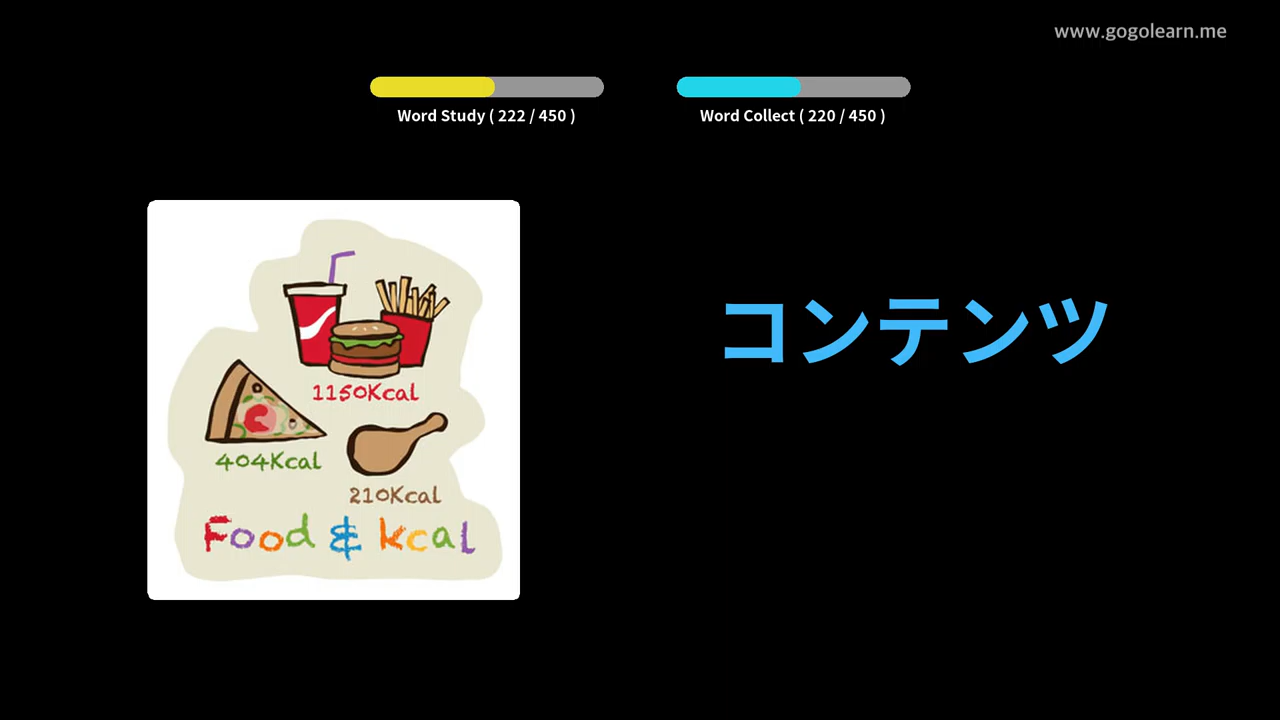 www.gogolearn.me
Word Study ( 222 / 450 )
Word Collect ( 220 / 450 )
コンテンツ
1150Kcal
404Kcal
210Kcal
Food & kcal